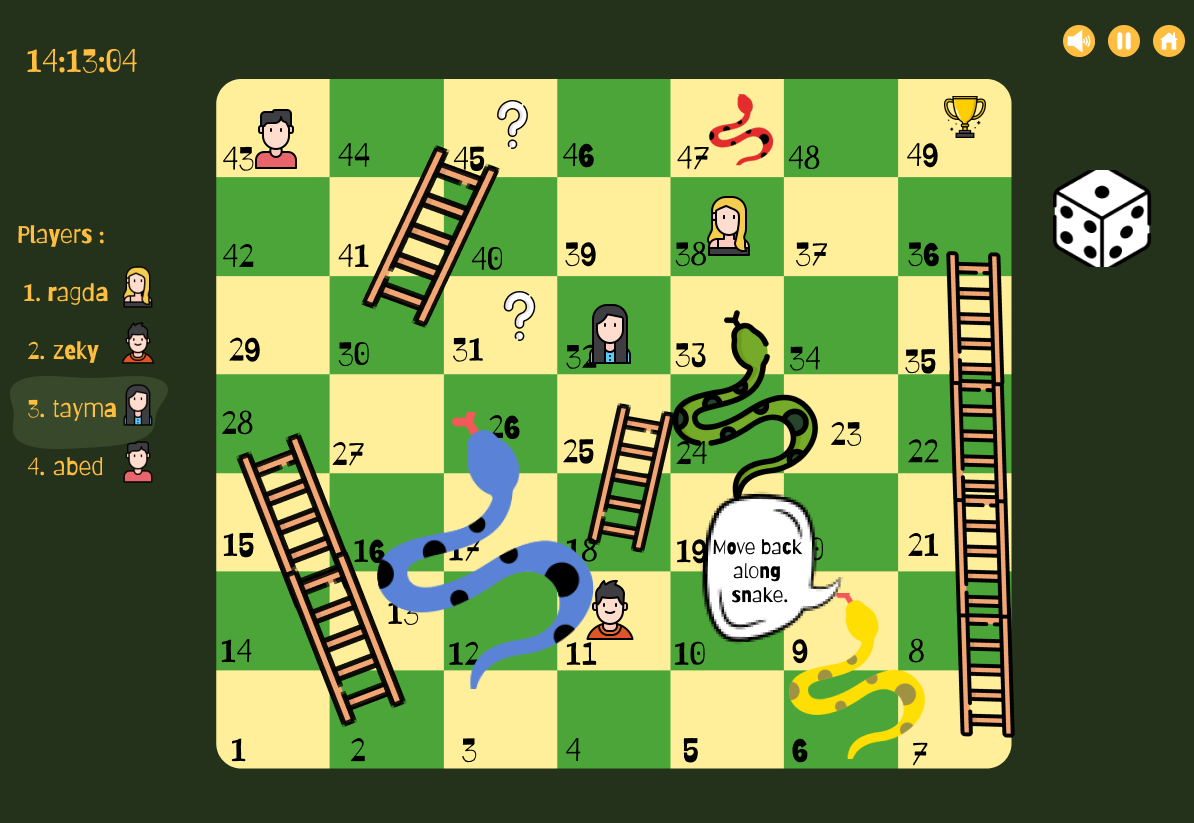 14:13:04
43 44 45 46 47 48 49
Players :
42 41 40 39 38 37 36
1. ragda
2. zeky
29 30 31 32 33 34 35
3. tayma
28 27 26 25 24 23 22
4. abed
15 16 17 18 19 21
Move back
along
snake.
14 13 12 11 10 9 8
1 2 3 4 5 6 7